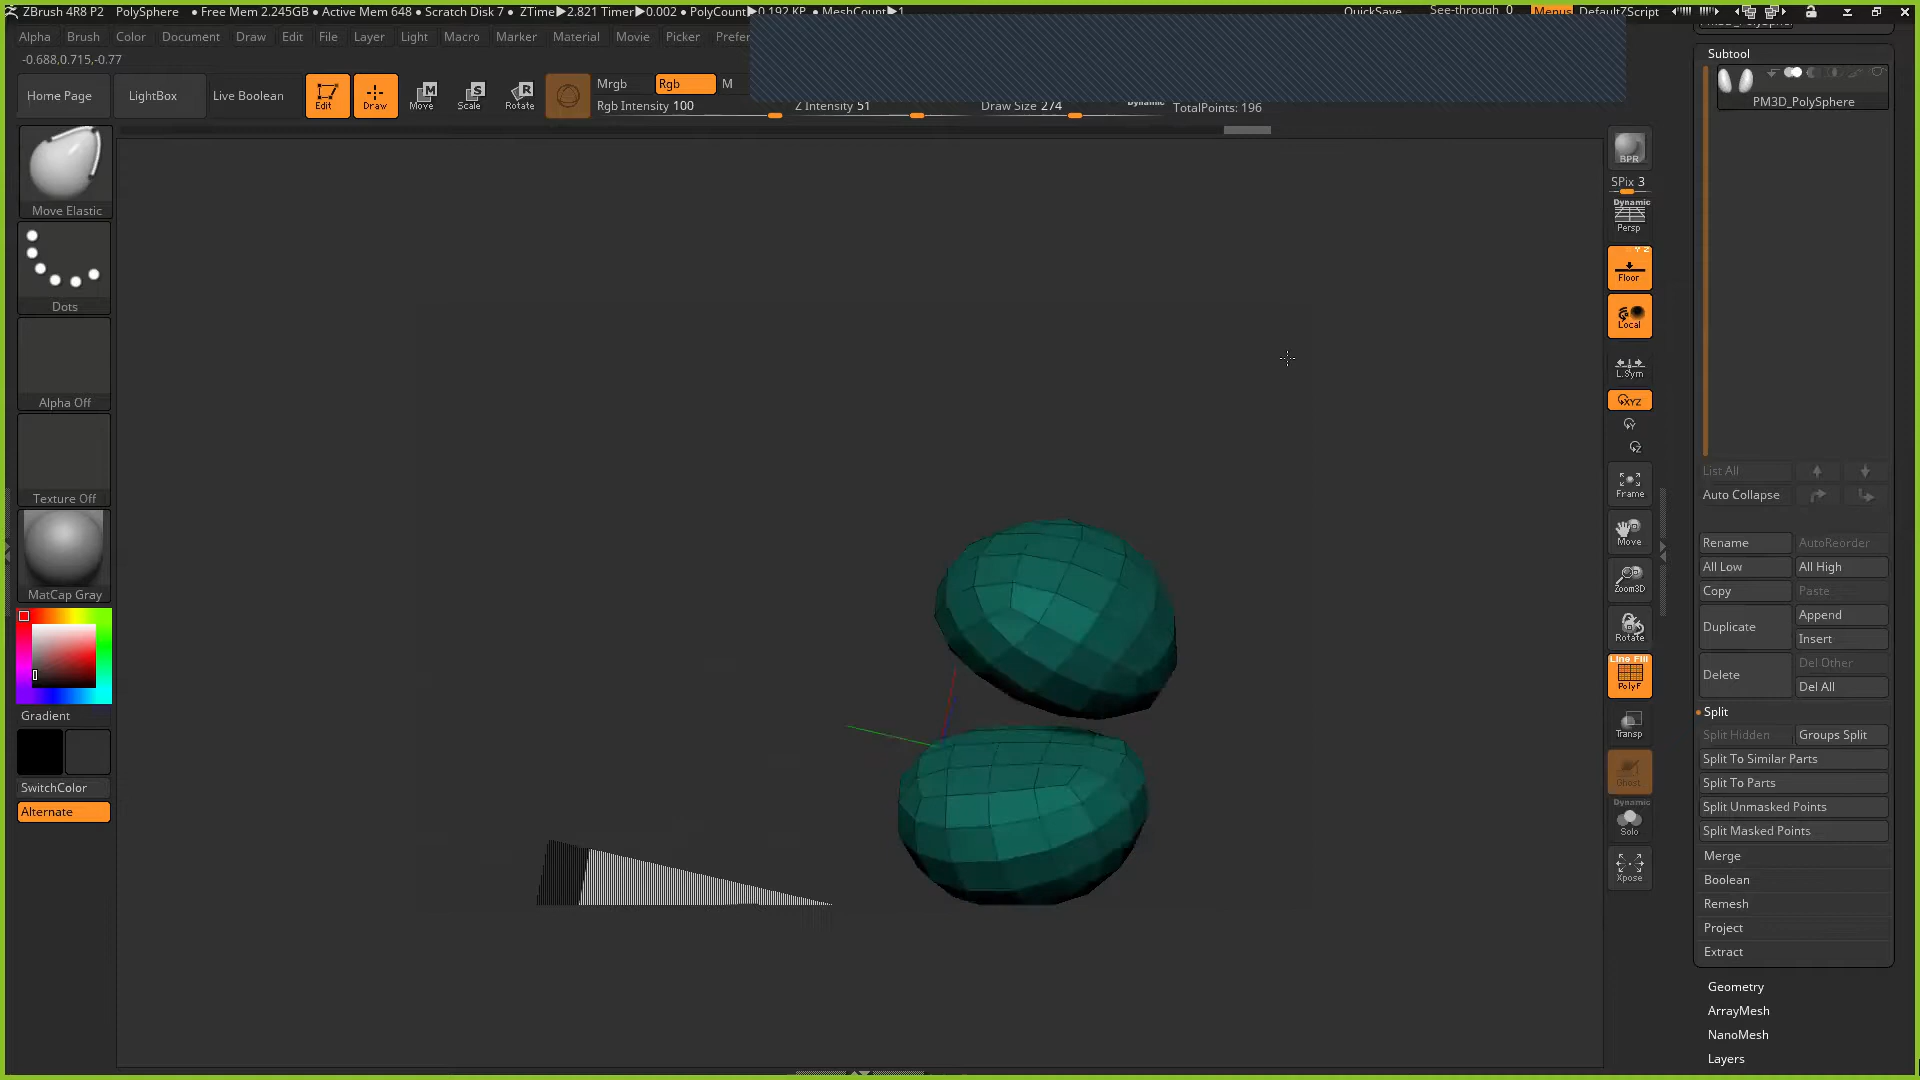 ZBrush 4R8 P2 PolySphere • Free Mem 2.245GB • Active Mem 648 • Scratch Disk 7 • ZTime▶2.821 Timer▶0.002 • PolyCount▶0.192 KP • MeshCount▶1 QuickSave See-through 0 Menus DefaultZScript
Alpha Brush Color Document Draw Edit File Layer Light Macro Marker Material Movie Picker Prefer
-0.688,0.715,-0.77
Home Page LightBox Live Boolean Edit Draw Move Scale Rotate
Mrgb Rgb M
Rgb Intensity 100 Z Intensity 51 Draw Size 274 Dynamic TotalPoints: 196
Move Elastic
Dots
Alpha Off
Texture Off
MatCap Gray
Gradient
SwitchColor
Alternate
BPR
SPix 3
Dynamic
Persp
Floor
Local
L.Sym
XYZ
Y
Z
Frame
Move
Zoom3D
Rotate
Line Fill
PolyF
Transp
Ghost
Dynamic
Solo
Xpose
Subtool
PM3D_PolySphere
List All
Auto Collapse
Rename AutoReorder
All Low All High
Copy Paste
Duplicate Append
Insert
Delete Del Other
Del All
Split
Split Hidden Groups Split
Split To Similar Parts
Split To Parts
Split Unmasked Points
Split Masked Points
Merge
Boolean
Remesh
Project
Extract
Geometry
ArrayMesh
NanoMesh
Layers